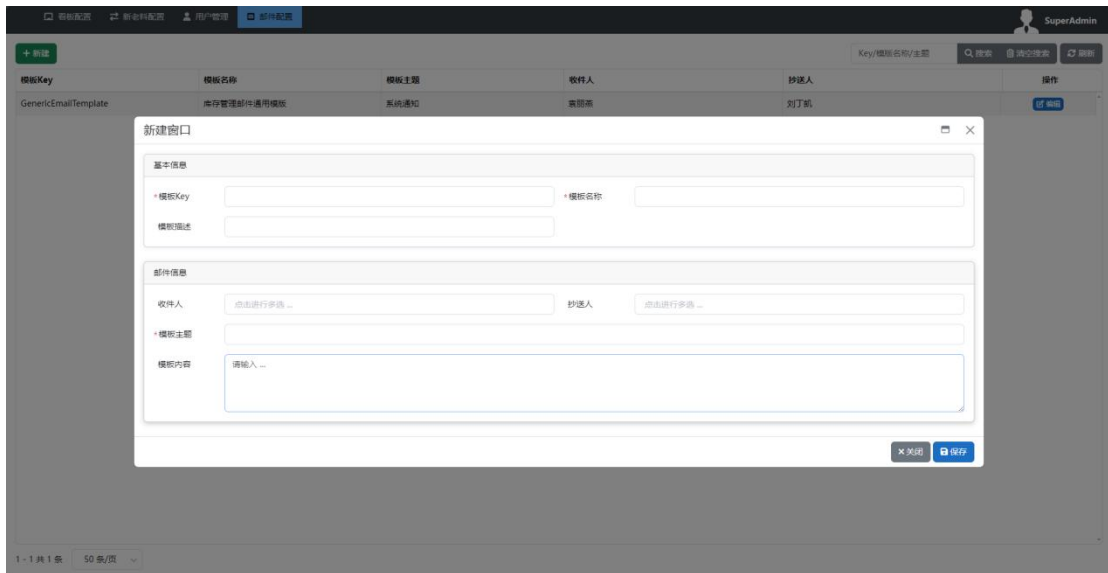 看板配置 新老料配置 用户管理 邮件配置 SuperAdmin
+ 新建 Key/模版名称/主题 搜索 清空搜索 刷新
模板Key 模板名称 模板主题 收件人 抄送人 操作
GenericEmailTemplate 库存管理邮件通用模版 系统通知 袁丽燕 刘丁凯 编辑
新建窗口
基本信息
*模板Key *模板名称
模板描述
邮件信息
收件人 点击进行多选 ... 抄送人 点击进行多选 ...
*模板主题
模板内容 请输入 ...
×关闭 保存
1 - 1 共 1 条 50 条/页